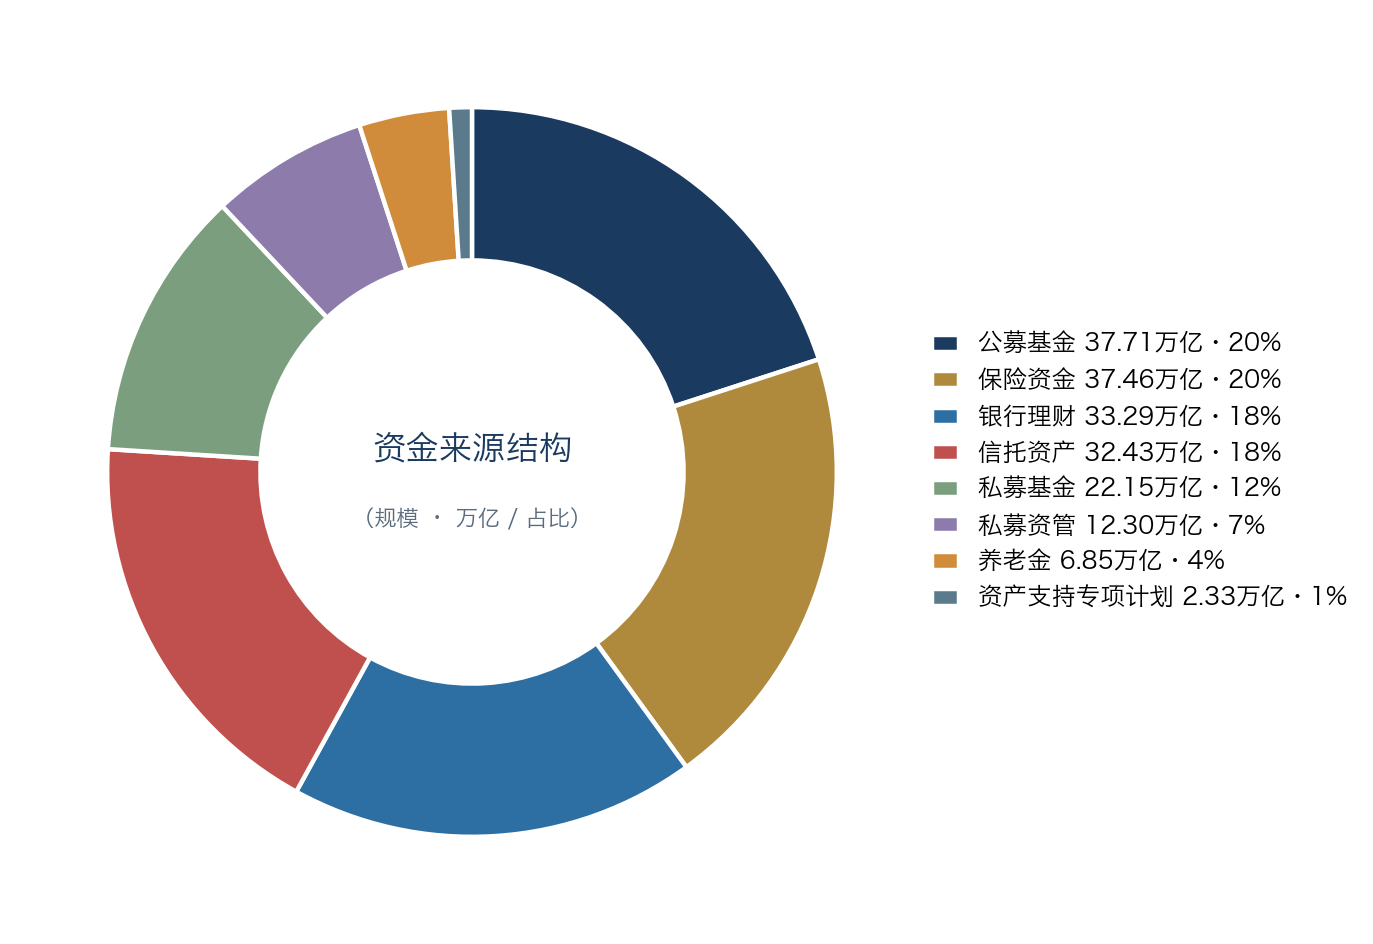 资金来源结构
（规模 · 万亿 / 占比）
公募基金 37.71万亿 · 20%
保险资金 37.46万亿 · 20%
银行理财 33.29万亿 · 18%
信托资产 32.43万亿 · 18%
私募基金 22.15万亿 · 12%
私募资管 12.30万亿 · 7%
养老金 6.85万亿 · 4%
资产支持专项计划 2.33万亿 · 1%